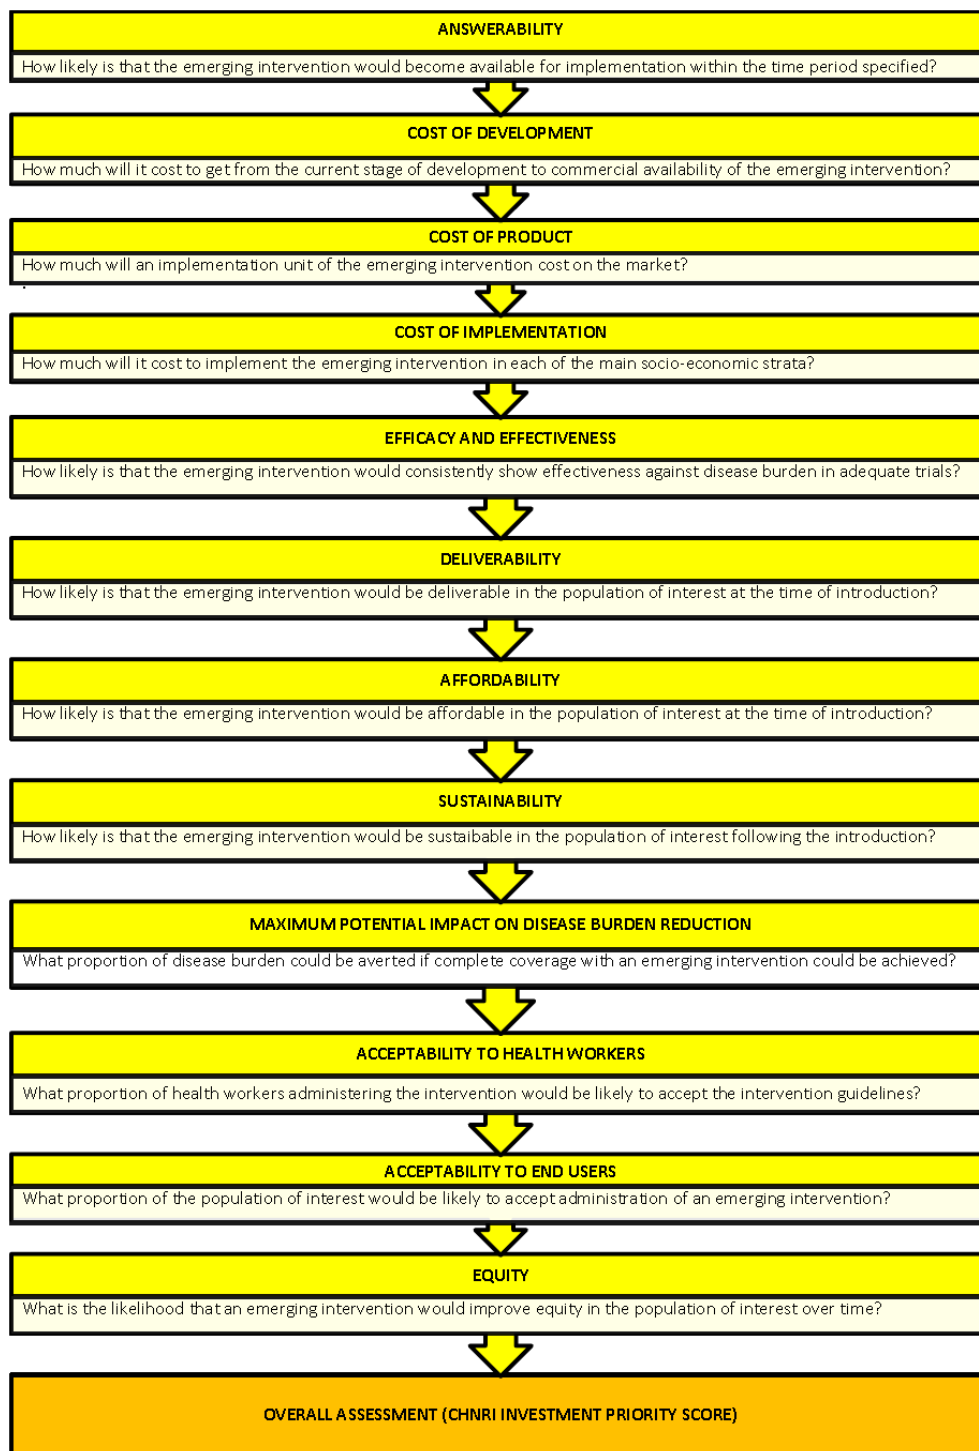 ANSWERABILITY
How likely is that the emerging intervention would become available for implementation within the time period specified?
COST OF DEVELOPMENT
How much will it cost to get from the current stage of development to commercial availability of the emerging intervention?
COST OF PRODUCT
How much will an implementation unit of the emerging intervention cost on the market?
.
COST OF IMPLEMENTATION
How much will it cost to implement the emerging intervention in each of the main socio-economic strata?
EFFICACY AND EFFECTIVENESS
How likely is that the emerging intervention would consistently show effectiveness against disease burden in adequate trials?
DELIVERABILITY
How likely is that the emerging intervention would be deliverable in the population of interest at the time of introduction?
AFFORDABILITY
How likely is that the emerging intervention would be affordable in the population of interest at the time of introduction?
SUSTAINABILITY
How likely is that the emerging intervention would be sustaibable in the population of interest following the introduction?
MAXIMUM POTENTIAL IMPACT ON DISEASE BURDEN REDUCTION
What proportion of disease burden could be averted if complete coverage with an emerging intervention could be achieved?
ACCEPTABILITY TO HEALTH WORKERS
What proportion of health workers administering the intervention would be likely to accept the intervention guidelines?
ACCEPTABILITY TO END USERS
What proportion of the population of interest would be likely to accept administration of an emerging intervention?
EQUITY
What is the likelihood that an emerging intervention would improve equity in the population of interest over time?
OVERALL ASSESSMENT (CHNRI INVESTMENT PRIORITY SCORE)